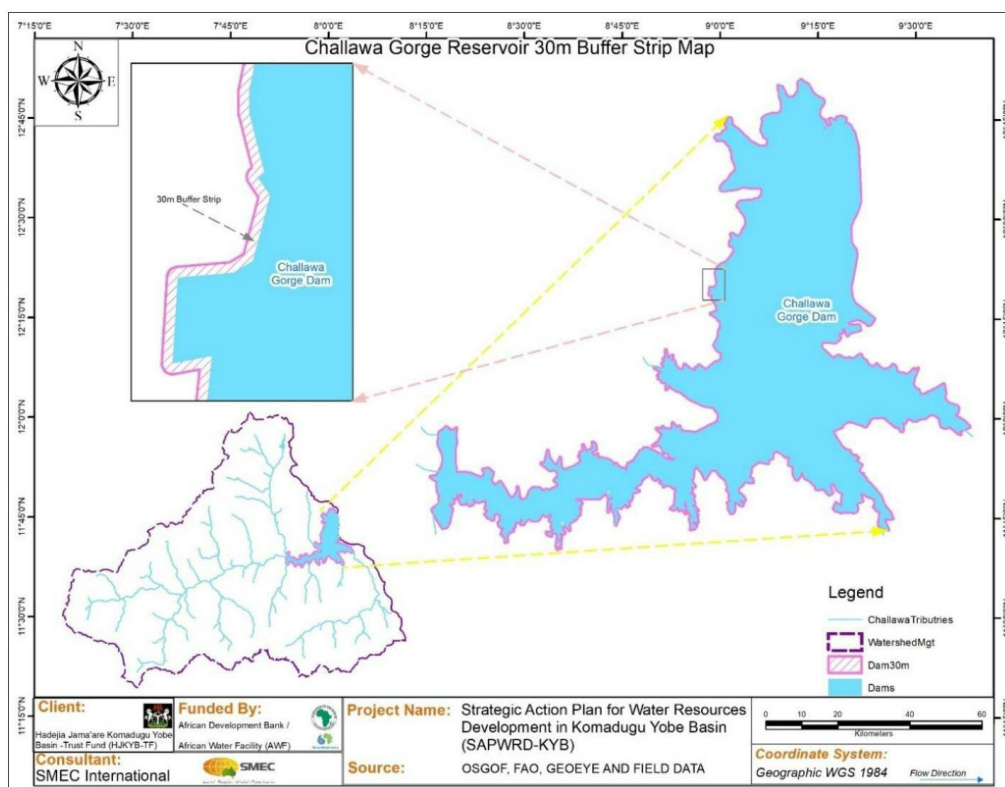 7°15'0"E 7°30'0"E 7°45'0"E 8°0'0"E 8°15'0"E 8°30'0"E 8°45'0"E 9°0'0"E 9°15'0"E 9°30'0"E
Challawa Gorge Reservoir 30m Buffer Strip Map
N
W E
S
12°45'0"N
12°30'0"N
12°15'0"N
12°0'0"N
11°45'0"N
11°30'0"N
11°15'0"N
30m Buffer Strip
Challawa
Gorge Dam
Challawa
Gorge Dam
Legend
ChallawaTributries
WatershedMgt
Dam30m
Dams
Client:
Hadejia Jama'are Komadugu Yobe
Basin -Trust Fund (HJKYB-TF)
Funded By:
African Development Bank /
African Water Facility (AWF)
Consultant:
SMEC International
SMEC
Project Name: Strategic Action Plan for Water Resources
Development in Komadugu Yobe Basin
(SAPWRD-KYB)
Source: OSGOF, FAO, GEOEYE AND FIELD DATA
0 20 40 60
Kilometers
Coordinate System:
Geographic WGS 1984
Flow Direction